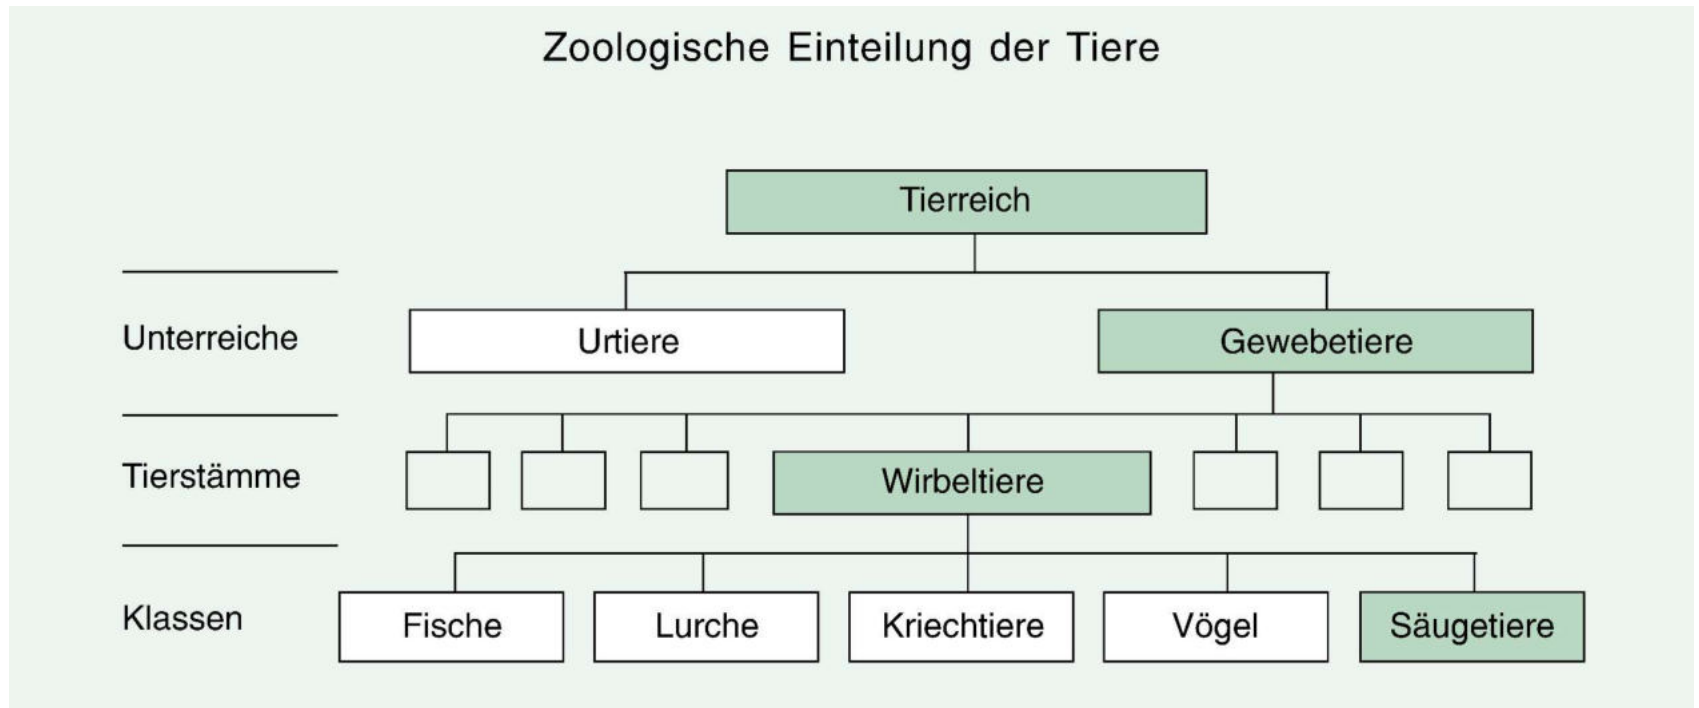 Zoologische Einteilung der Tiere
Tierreich
Unterreiche
Urtiere
Gewebetiere
Tierstämme
Wirbeltiere
Klassen
Fische
Lurche
Kriechtiere
Vögel
Säugetiere